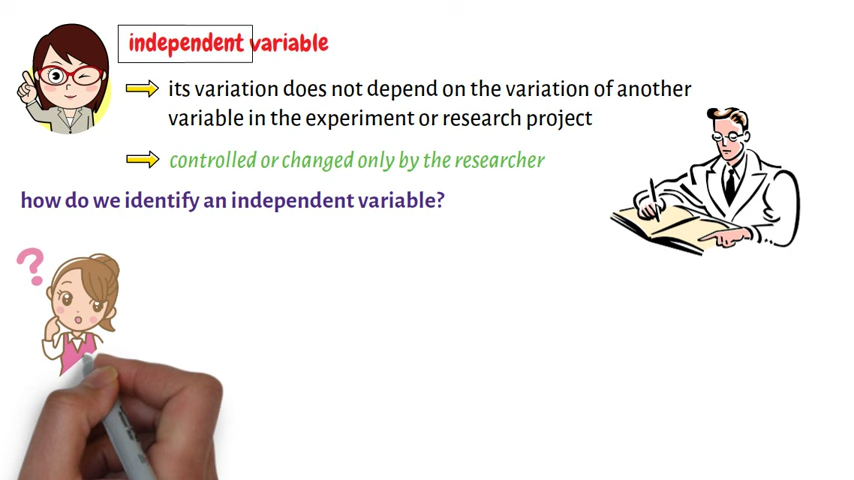 independent variable
its variation does not depend on the variation of another
variable in the experiment or research project
controlled or changed only by the researcher
how do we identify an independent variable?
?